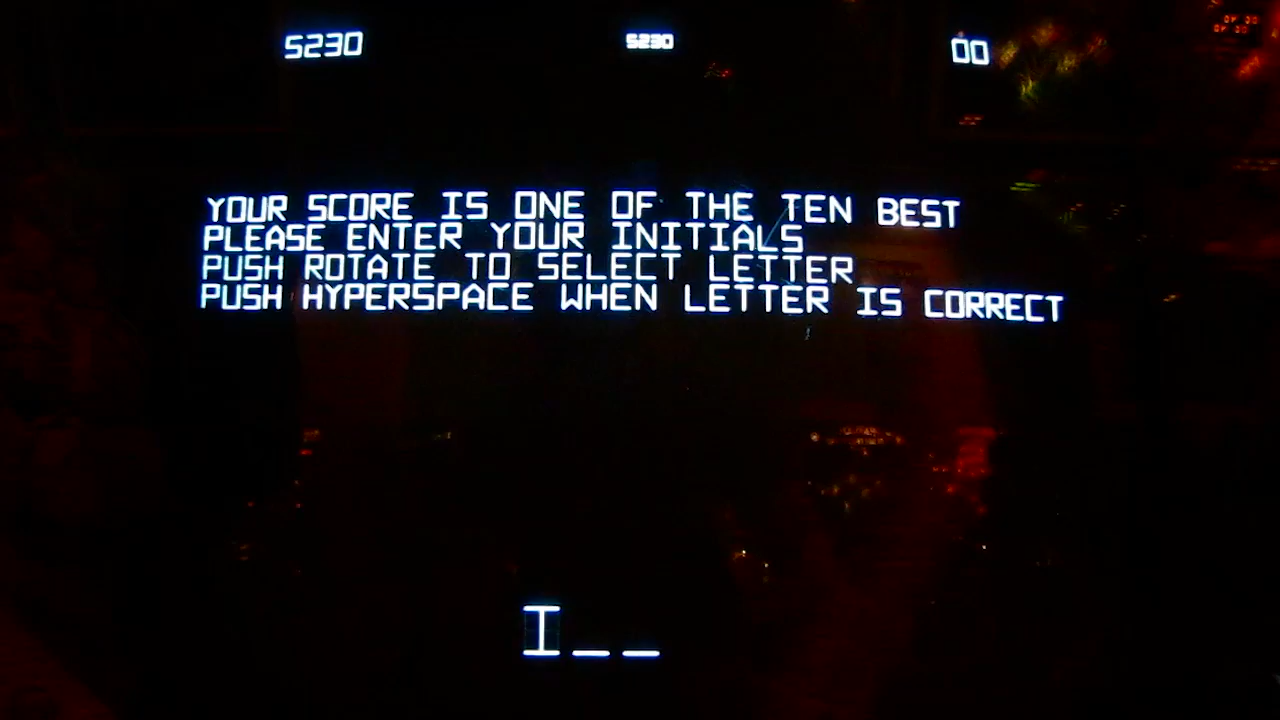 5230 5230 00
YOUR SCORE IS ONE OF THE TEN BEST
PLEASE ENTER YOUR INITIALS
PUSH ROTATE TO SELECT LETTER
PUSH HYPERSPACE WHEN LETTER IS CORRECT
I__